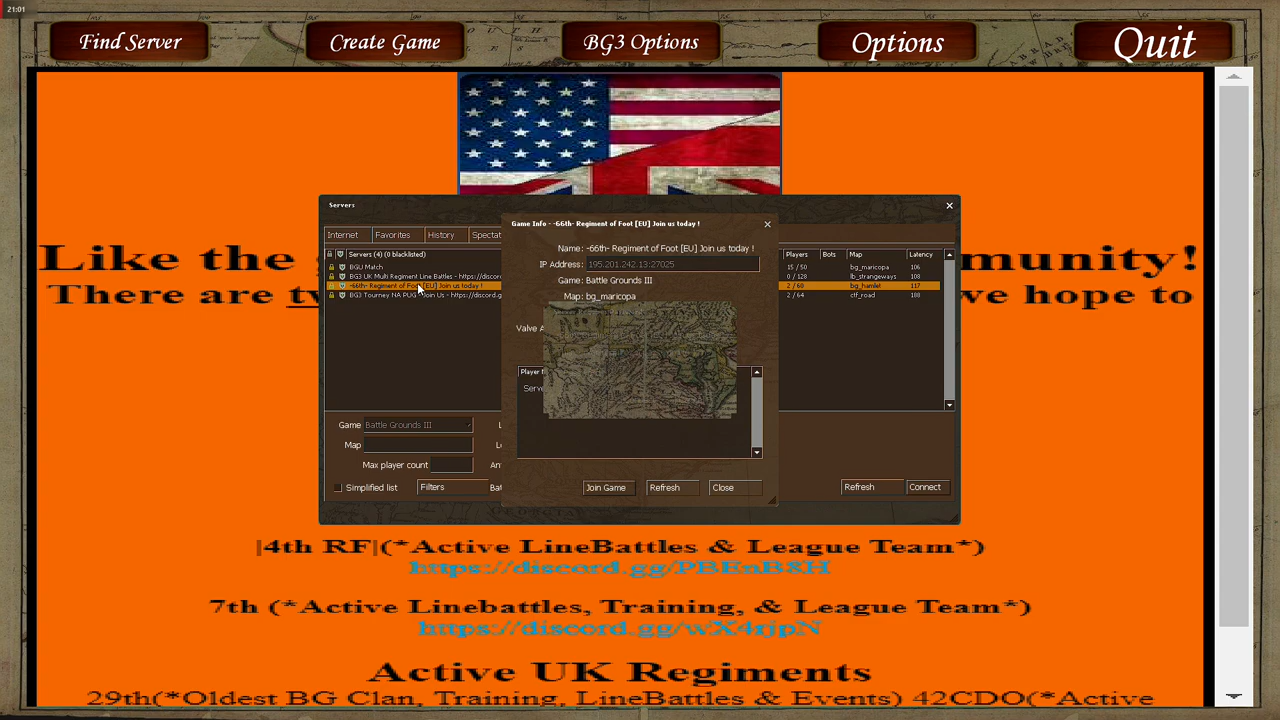 21:01
Find Server
Create Game
BG3 Options
Options
Quit
Servers
Game Info - -66th- Regiment of Foot [EU] Join us today !
Internet
Favorites
History
Spectat
Name: -66th- Regiment of Foot [EU] Join us today !
IP Address: 195.201.242.13:27025
Game: Battle Grounds III
Map: bg_maricopa
Valve A
Player
Serve
Servers (4) (0 blacklisted)
Players
Bots
Map
Latency
BGU Match
15 / 50
bg_maricopa
106
BG3 UK Multi Regiment Line Battles - https://discor
0 / 128
lb_strangeways
108
-66th- Regiment of Foot [EU] Join us today !
2 / 60
bg_hamlet
117
BG3 Tourney NA PUG - Join Us - https://discord.g
2 / 64
ctf_road
188
Like the
munity!
There are tw
ve hope to
Game Battle Grounds III
Map
Max player count
Simplified list
Filters
Join Game
Refresh
Close
Refresh
Connect
|4th RF|(*Active LineBattles & League Team*)
https://discord.gg/PBEnB8H
7th (*Active Linebattles, Training, & League Team*)
https://discord.gg/wX4rjpN
Active UK Regiments
29th(*Oldest BG Clan, Training, LineBattles & Events) 42CDO(*Active